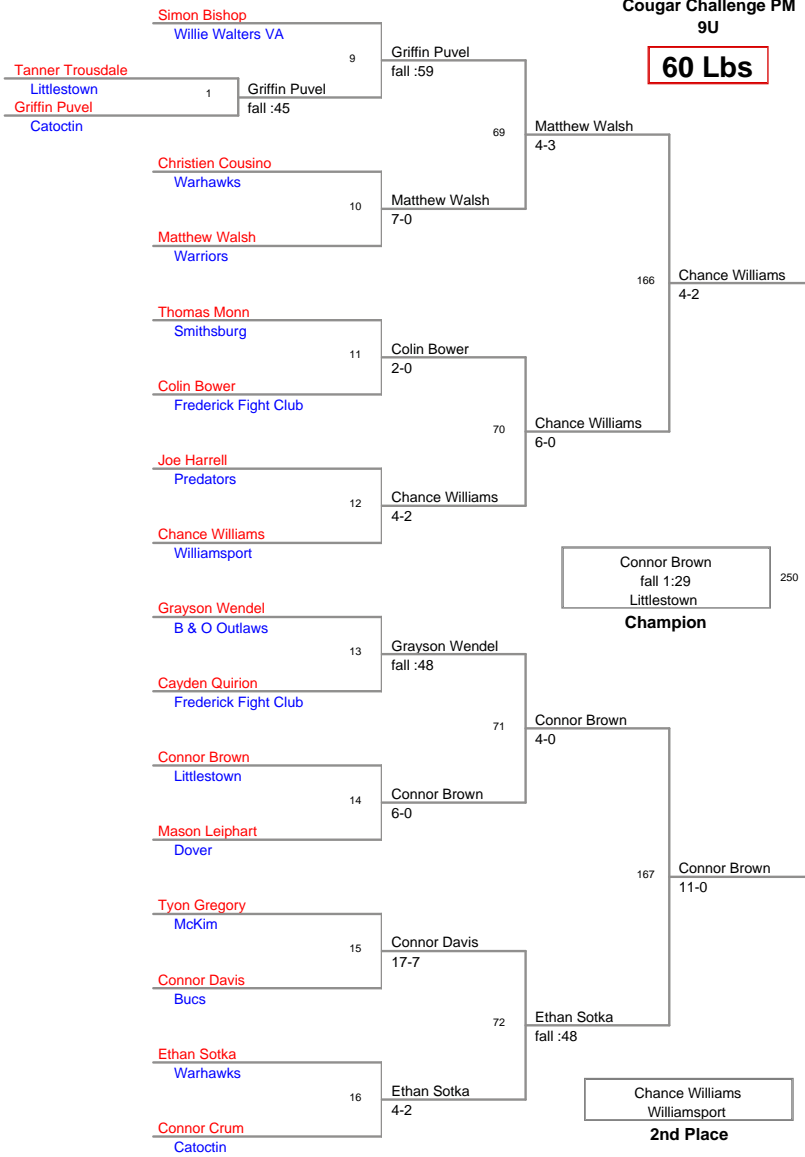 Cougar Challenge PM
9U
60 Lbs
Simon Bishop
Willie Walters VA
9
Griffin Puvel
fall :59
Tanner Trousdale
Littlestown
1
Griffin Puvel
fall :45
Griffin Puvel
Catoctin
69
Matthew Walsh
4-3
Christien Cousino
Warhawks
10
Matthew Walsh
7-0
Matthew Walsh
Warriors
166
Chance Williams
4-2
Thomas Monn
Smithsburg
11
Colin Bower
2-0
Colin Bower
Frederick Fight Club
70
Chance Williams
6-0
Joe Harrell
Predators
12
Chance Williams
4-2
Chance Williams
Williamsport
Connor Brown
fall 1:29
Littlestown
250
Champion
Grayson Wendel
B & O Outlaws
13
Grayson Wendel
fall :48
Cayden Quirion
Frederick Fight Club
71
Connor Brown
4-0
Connor Brown
Littlestown
14
Connor Brown
6-0
Mason Leiphart
Dover
167
Connor Brown
11-0
Tyon Gregory
McKim
15
Connor Davis
17-7
Connor Davis
Bucs
72
Ethan Sotka
fall :48
Ethan Sotka
Warhawks
16
Ethan Sotka
4-2
Connor Crum
Catoctin
Chance Williams
Williamsport
2nd Place